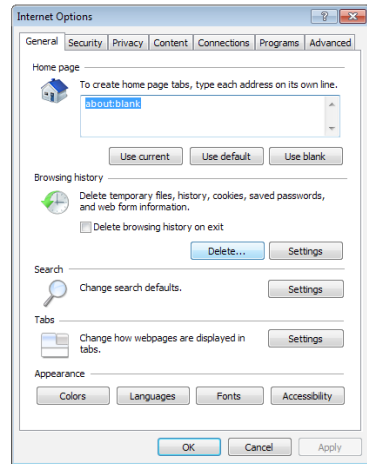 Internet Options
General Security Privacy Content Connections Programs Advanced
Home page
To create home page tabs, type each address on its own line.
about:blank
Use current Use default Use blank
Browsing history
Delete temporary files, history, cookies, saved passwords,
and web form information.
Delete browsing history on exit
Delete... Settings
Search
Change search defaults. Settings
Tabs
Change how webpages are displayed in Settings
tabs.
Appearance
Colors Languages Fonts Accessibility
OK Cancel Apply